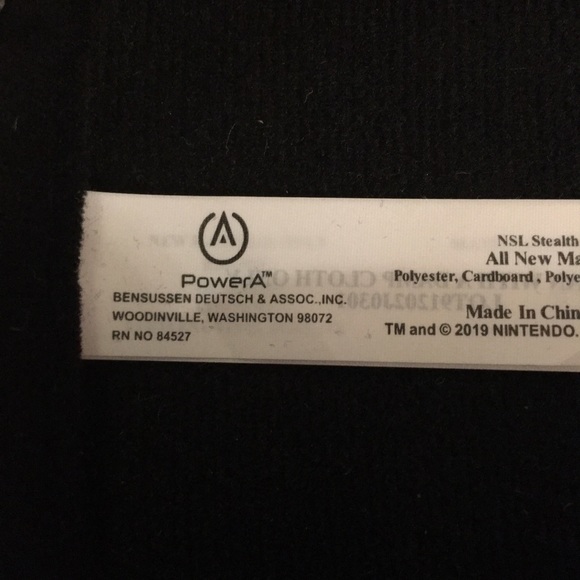 PowerA™
BENSUSSEN DEUTSCH & ASSOC.,INC.
WOODINVILLE, WASHINGTON 98072
RN NO 84527
NSL Stealth
All New Ma
Polyester, Cardboard , Polye
Made In Chin
TM and © 2019 NINTENDO.